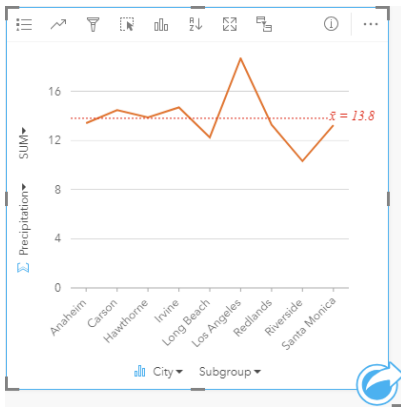 A
Z
16
12
8
4
0
SUM
Precipitation
x̄ = 13.8
Anaheim
Carson
Hawthorne
Irvine
Long Beach
Los Angeles
Redlands
Riverside
Santa Monica
City
Subgroup